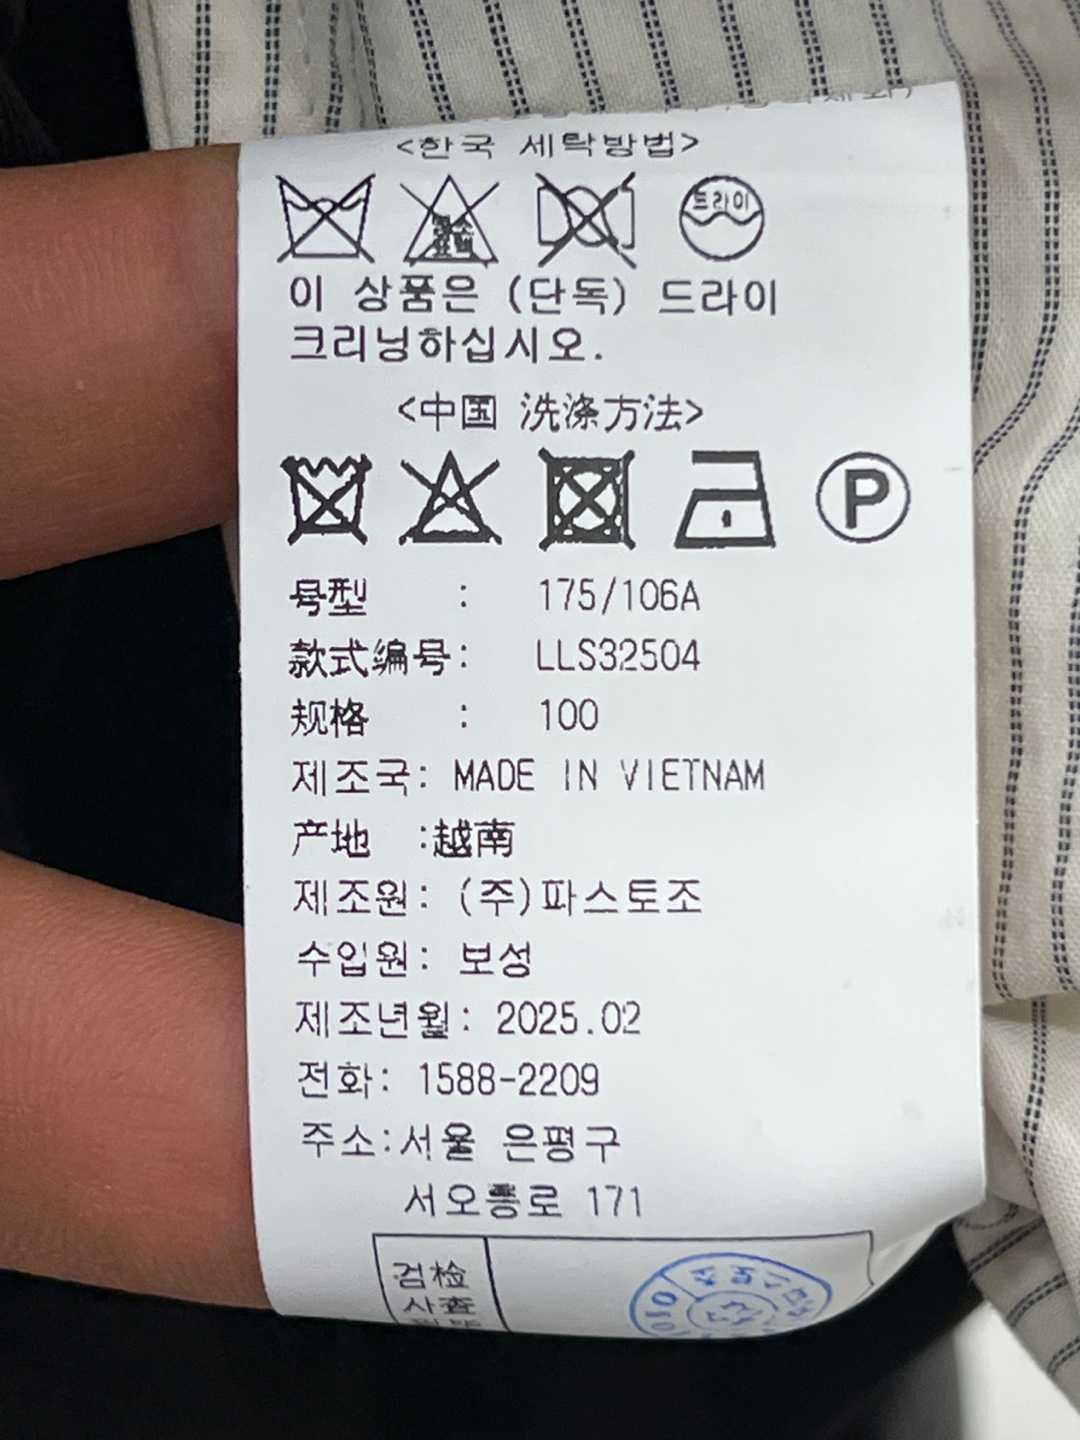 <한국 세탁방법>
드라이
이 상품은 (단독) 드라이
크리닝하십시오.
<中国 洗涤方法>
P
号型 : 175/106A
款式编号: LLS32504
规格 : 100
제조국: MADE IN VIETNAM
产地 :越南
제조원: (주)파스토조
수입원: 보성
제조년월: 2025.02
전화: 1588-2209
주소:서울 은평구
서오릉로 171
검檢
사査